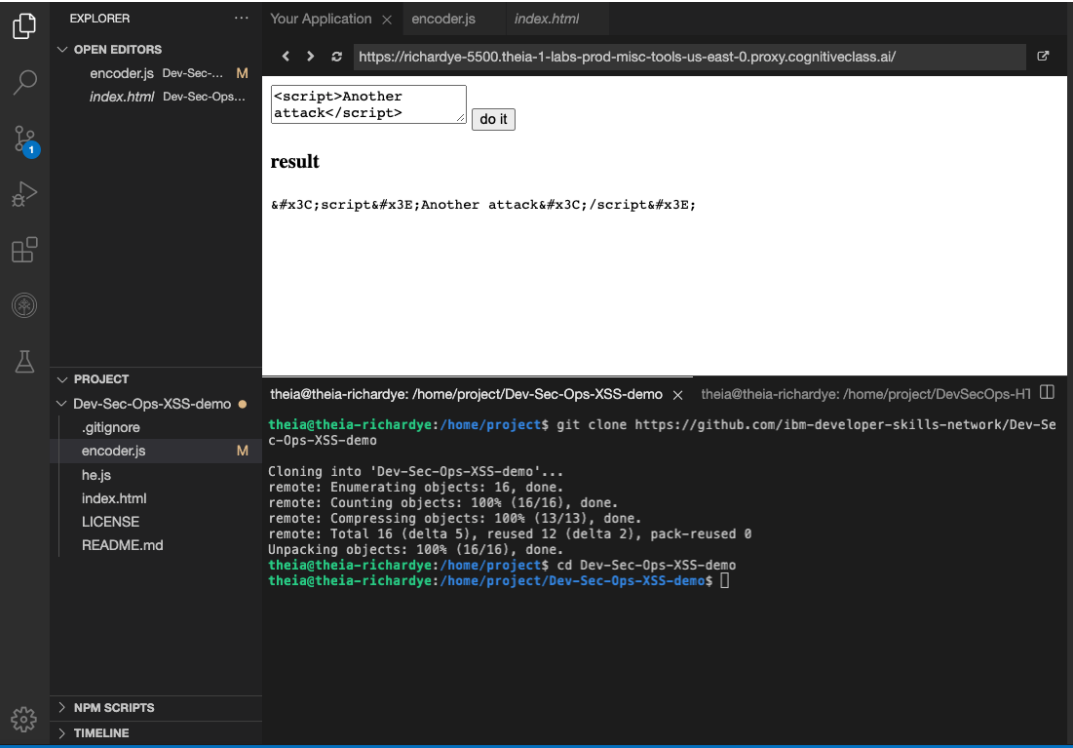 EXPLORER ...
OPEN EDITORS
encoder.js Dev-Sec-... M
index.html Dev-Sec-Ops...
1
PROJECT
Dev-Sec-Ops-XSS-demo
.gitignore
encoder.js M
he.js
index.html
LICENSE
README.md
NPM SCRIPTS
TIMELINE
Your Application × encoder.js index.html
https://richardye-5500.theia-1-labs-prod-misc-tools-us-east-0.proxy.cognitiveclass.ai/
<script>Another
attack</script>
do it
result
&#x3C;script&#x3E;Another attack&#x3C;/script&#x3E;
theia@theia-richardye: /home/project/Dev-Sec-Ops-XSS-demo × theia@theia-richardye: /home/project/DevSecOps-HT
theia@theia-richardye:/home/project$ git clone https://github.com/ibm-developer-skills-network/Dev-Se
c-Ops-XSS-demo
Cloning into 'Dev-Sec-Ops-XSS-demo'...
remote: Enumerating objects: 16, done.
remote: Counting objects: 100% (16/16), done.
remote: Compressing objects: 100% (13/13), done.
remote: Total 16 (delta 5), reused 12 (delta 2), pack-reused 0
Unpacking objects: 100% (16/16), done.
theia@theia-richardye:/home/project$ cd Dev-Sec-Ops-XSS-demo
theia@theia-richardye:/home/project/Dev-Sec-Ops-XSS-demo$